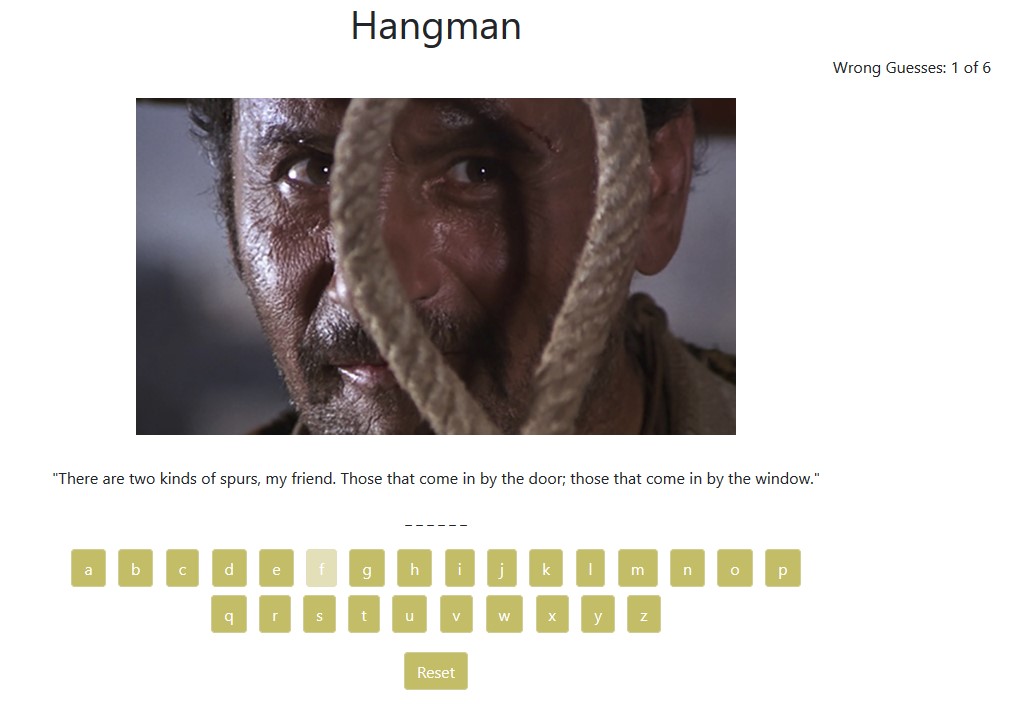 Hangman
Wrong Guesses: 1 of 6
"There are two kinds of spurs, my friend. Those that come in by the door; those that come in by the window."
_ _ _ _ _ _
a b c d e f g h i j k l m n o p
q r s t u v w x y z
Reset